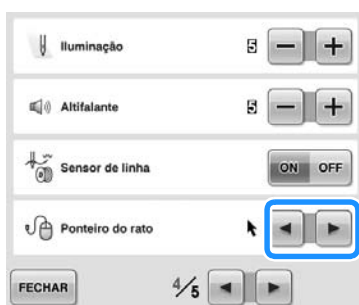 Iluminação 5 − +
Altifalante 5 − +
Sensor de linha ON OFF
Ponteiro do rato
FECHAR 4/5